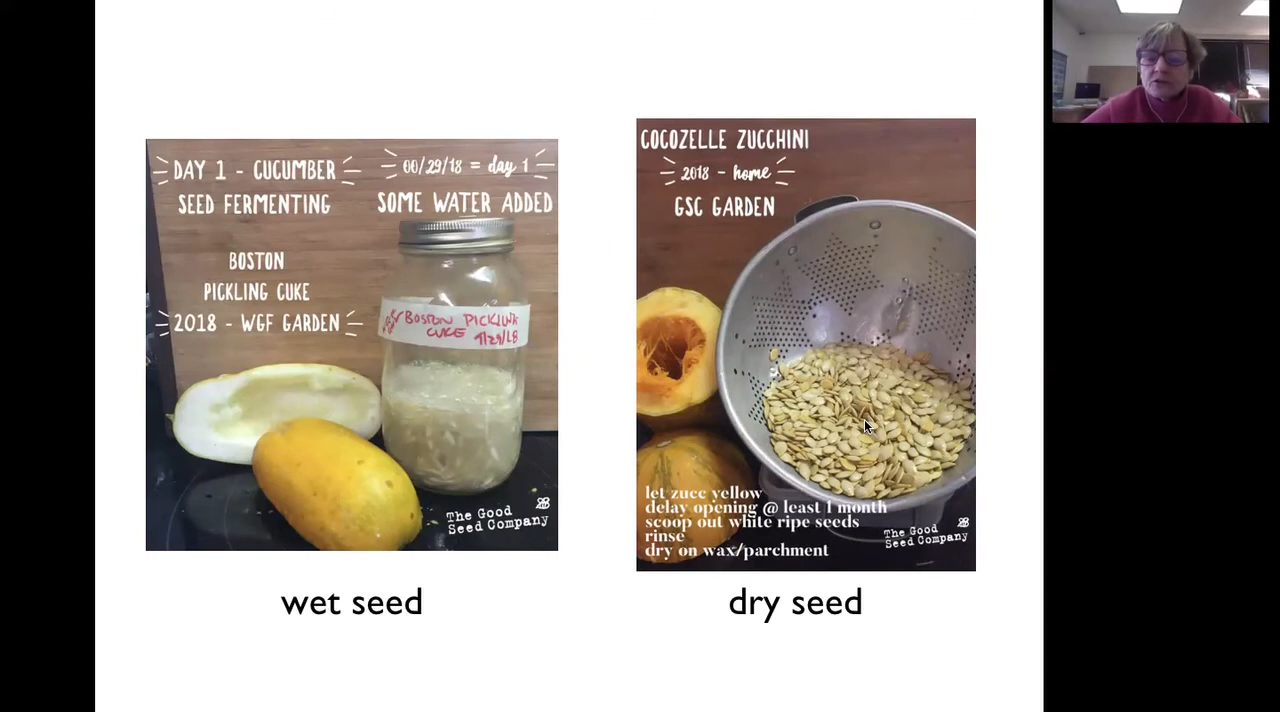 DAY 1 - CUCUMBER
SEED FERMENTING
00/29/18 = day 1
SOME WATER ADDED
BOSTON
PICKLING CUKE
2018 - WGF GARDEN
BOSTON PICKLING
CUKE 9/29/18
The Good
Seed Company
wet seed
COCOZELLE ZUCCHINI
2018 - home
GSC GARDEN
let zucc yellow
delay opening @ least 1 month
scoop out white ripe seeds
rinse
dry on wax/parchment
The Good
Seed Company
dry seed